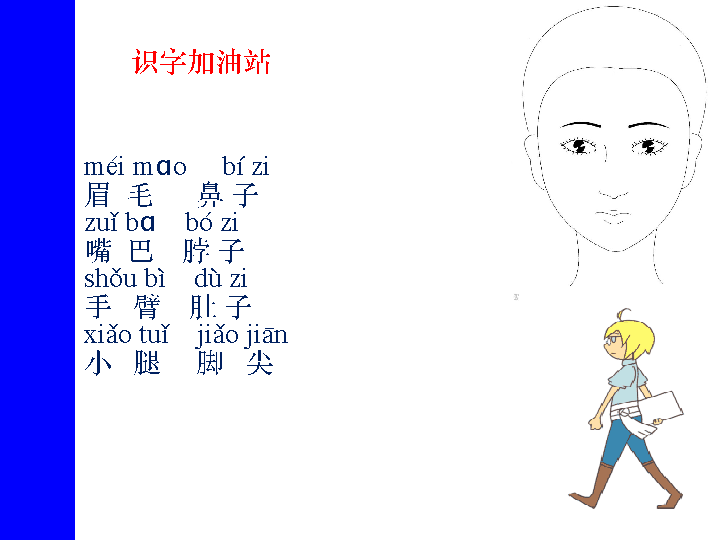 识字加油站
méi mɑo bí zi
眉 毛 鼻 子
zuǐ bɑ bó zi
嘴 巴 脖 子
shǒu bì dù zi
手 臂 肚 子
xiǎo tuǐ jiǎo jiān
小 腿 脚 尖